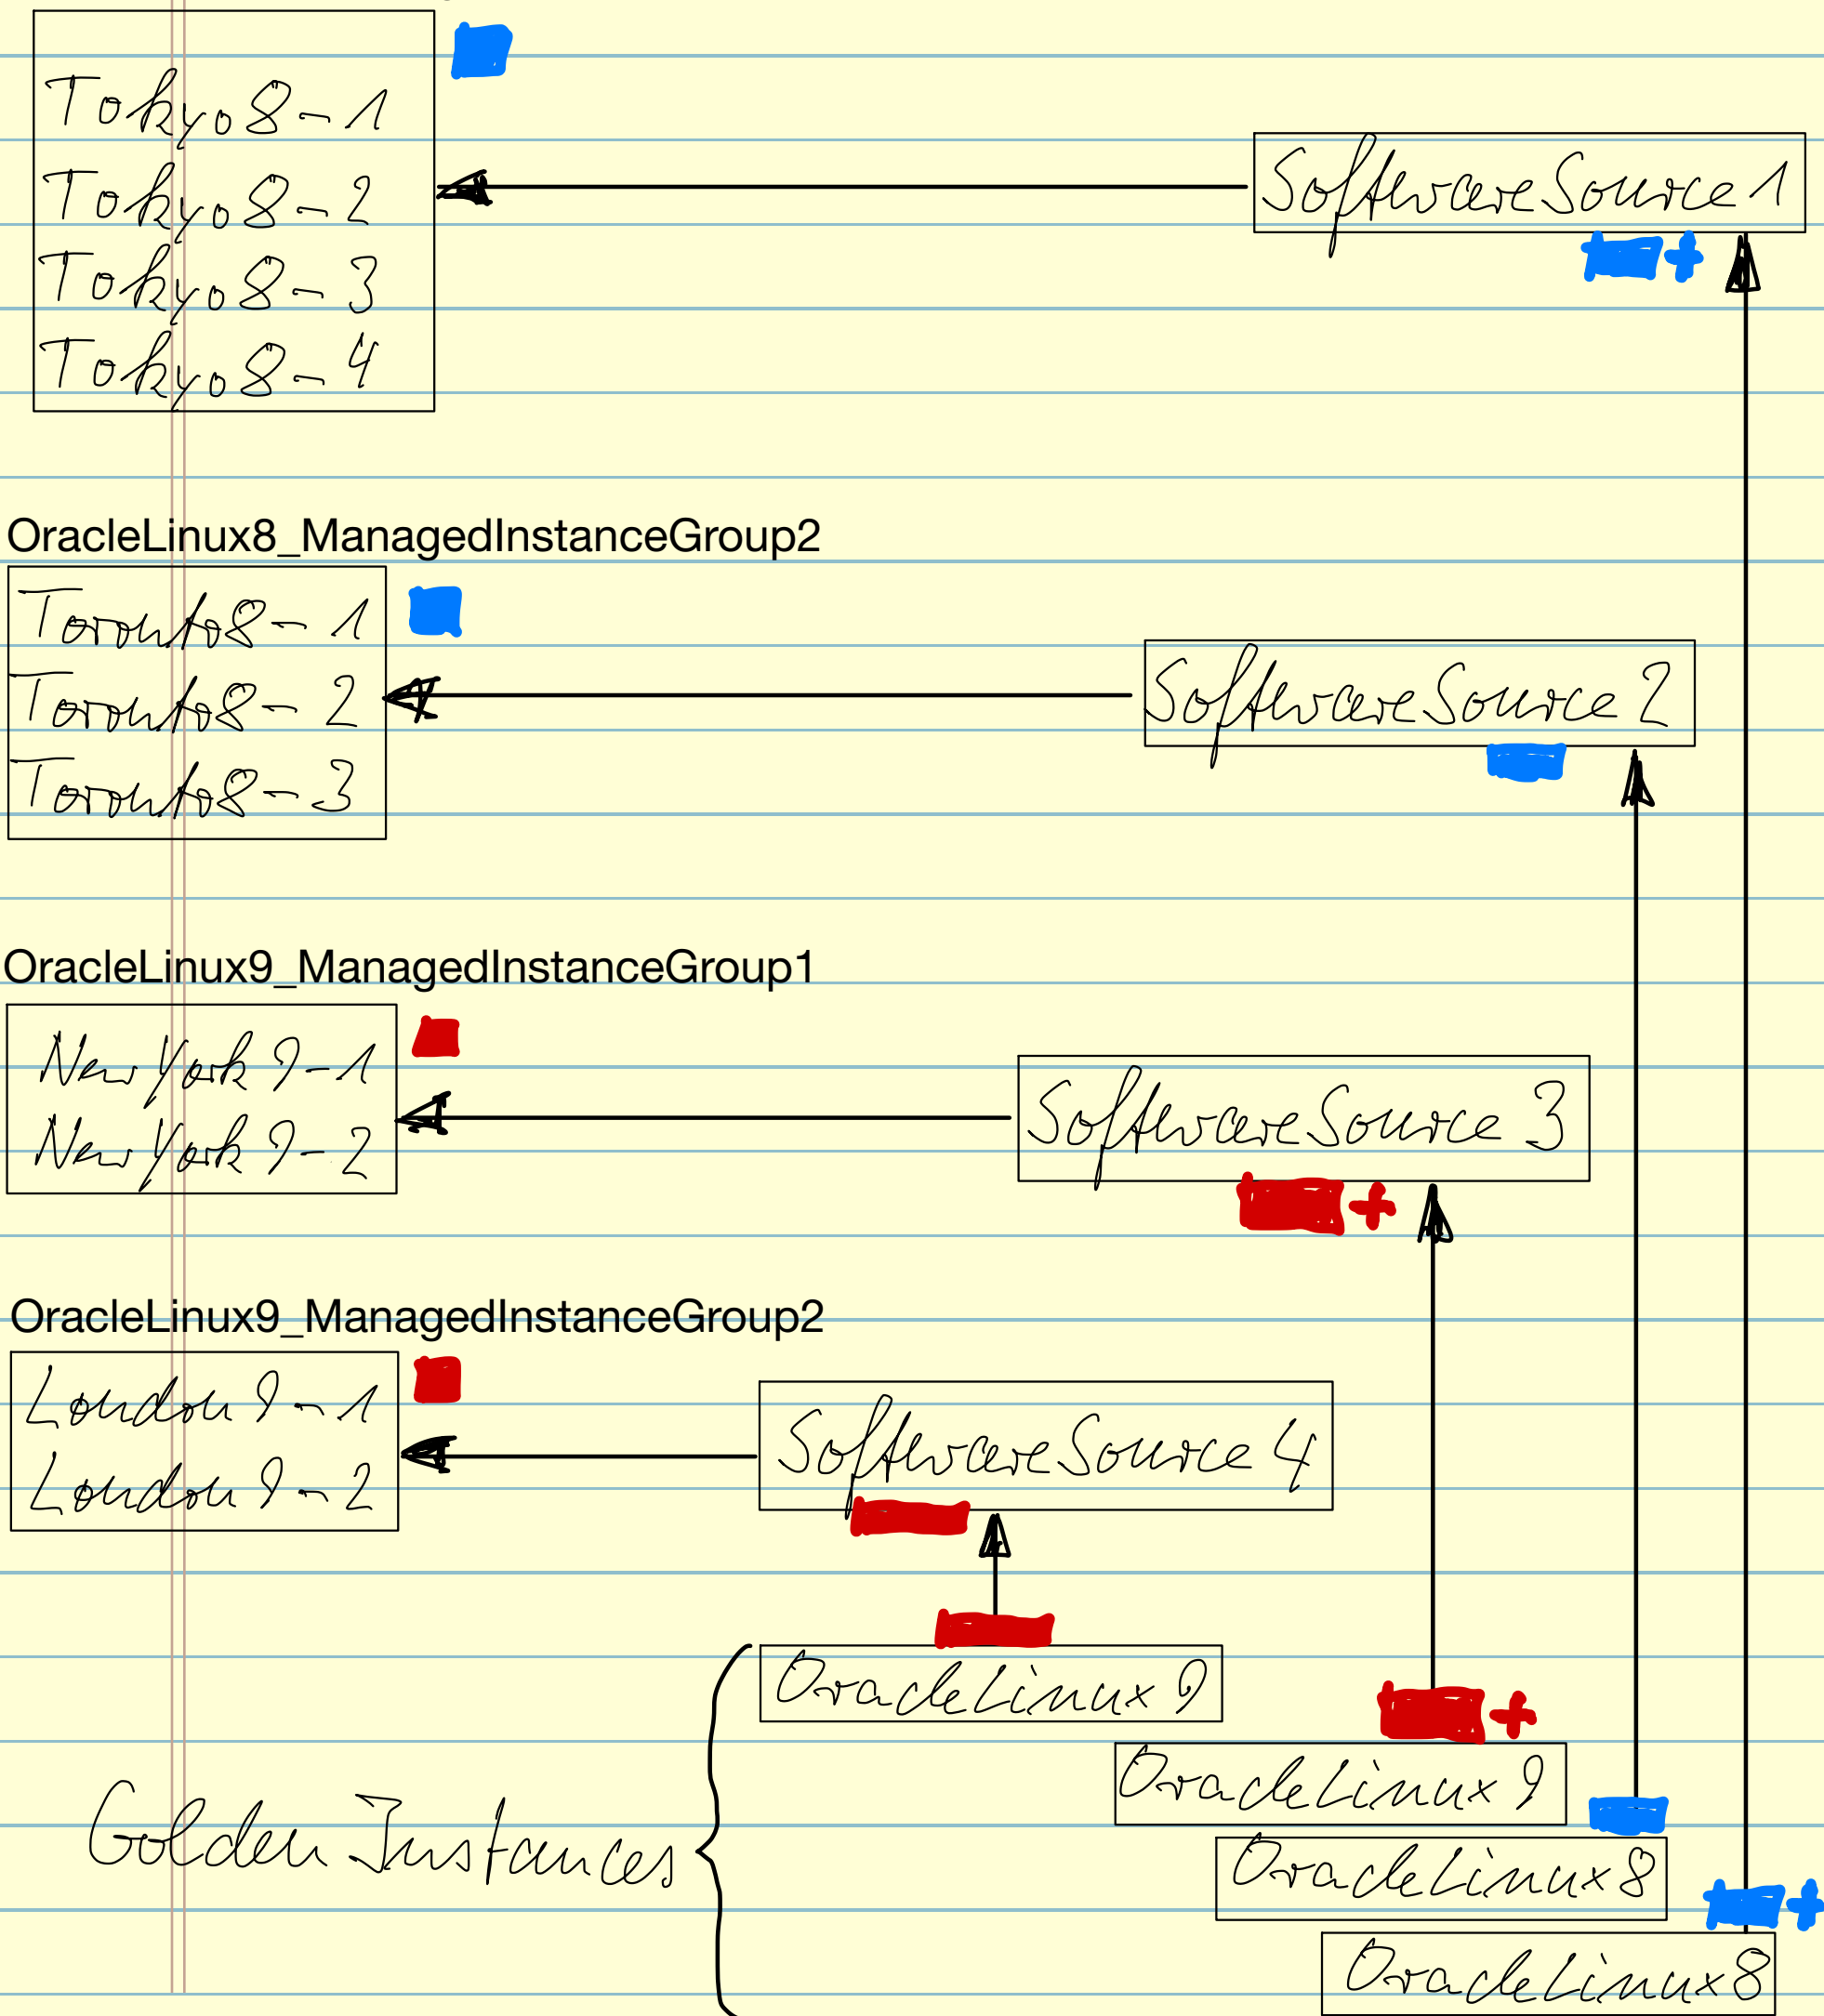 Tokyo8-1
Tokyo8-2
Tokyo8-3
Tokyo8-4
SoftwareSource1
+
OracleLinux8_ManagedInstanceGroup2
Toronto8-1
Toronto8-2
Toronto8-3
SoftwareSource2
OracleLinux9_ManagedInstanceGroup1
NewYork9-1
NewYork9-2
SoftwareSource3
+
OracleLinux9_ManagedInstanceGroup2
London9-1
London9-2
SoftwareSource4
OracleLinux9
+
OracleLinux9
OracleLinux8
+
OracleLinux8
Golden Instances